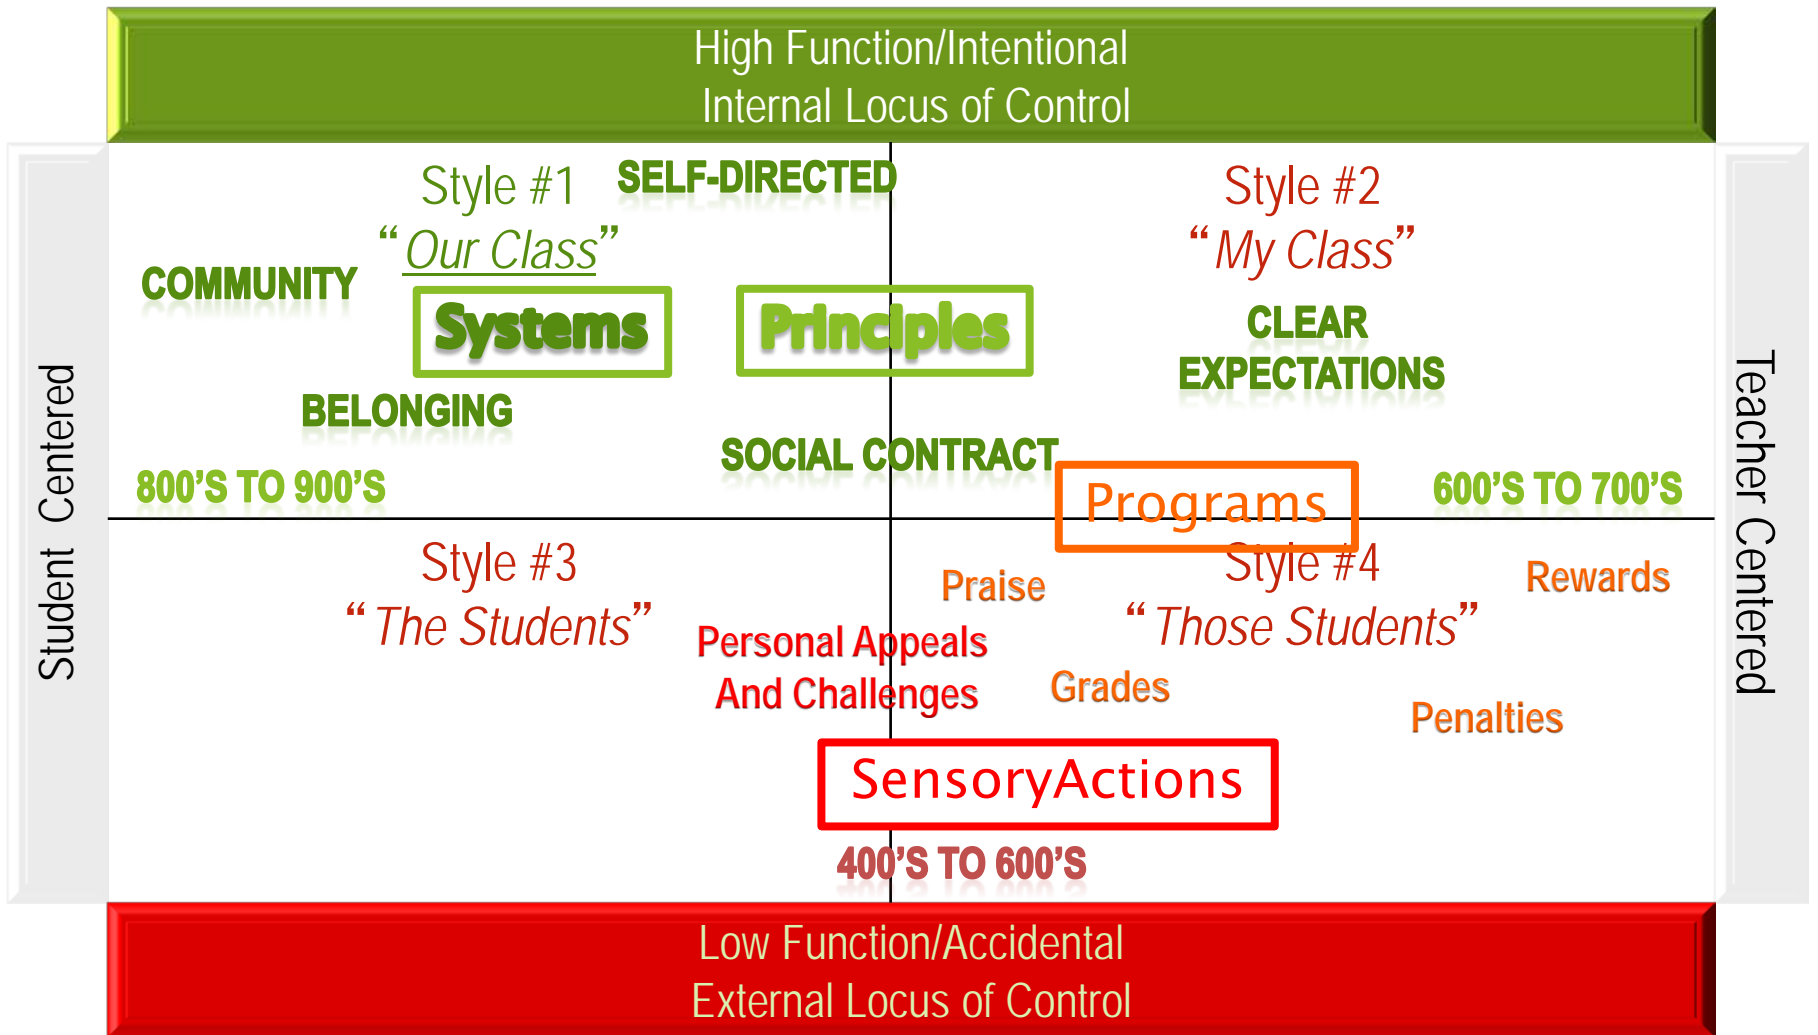 High Function/Intentional
Internal Locus of Control
Student Centered
Teacher Centered
Style #1
“Our Class”
SELF-DIRECTED
COMMUNITY
Systems
Principles
BELONGING
SOCIAL CONTRACT
800’S TO 900’S
Style #2
“My Class”
CLEAR
EXPECTATIONS
Programs
600’S TO 700’S
Style #3
“The Students”
Personal Appeals
And Challenges
Praise
Style #4
“Those Students”
Rewards
Grades
Penalties
SensoryActions
400’S TO 600’S
Low Function/Accidental
External Locus of Control